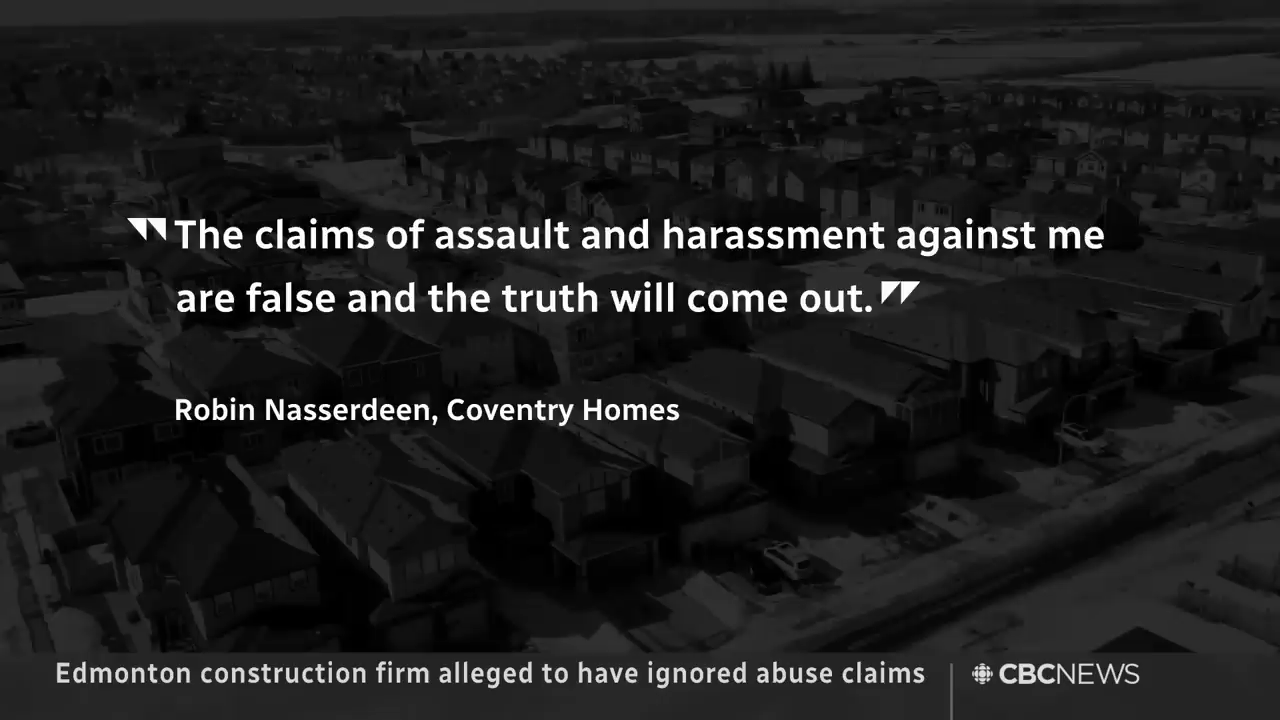 "The claims of assault and harassment against me
are false and the truth will come out."
Robin Nasserdeen, Coventry Homes
Edmonton construction firm alleged to have ignored abuse claims
CBCNEWS